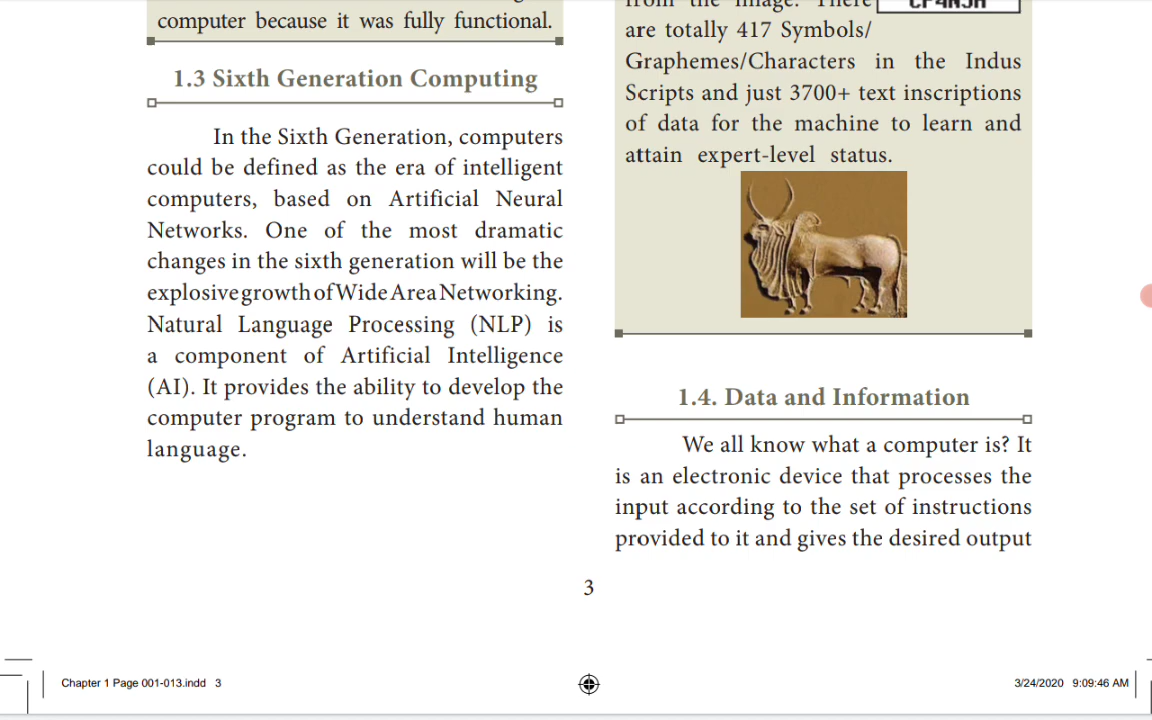 computer because it was fully functional.
1.3 Sixth Generation Computing
In the Sixth Generation, computers
could be defined as the era of intelligent
computers, based on Artificial Neural
Networks. One of the most dramatic
changes in the sixth generation will be the
explosive growth of Wide Area Networking.
Natural Language Processing (NLP) is
a component of Artificial Intelligence
(AI). It provides the ability to develop the
computer program to understand human
language.
from the image. There
are totally 417 Symbols/
Graphemes/Characters in the Indus
Scripts and just 3700+ text inscriptions
of data for the machine to learn and
attain expert-level status.
1.4. Data and Information
We all know what a computer is? It
is an electronic device that processes the
input according to the set of instructions
provided to it and gives the desired output
3
Chapter 1 Page 001-013.indd 3
3/24/2020 9:09:46 AM